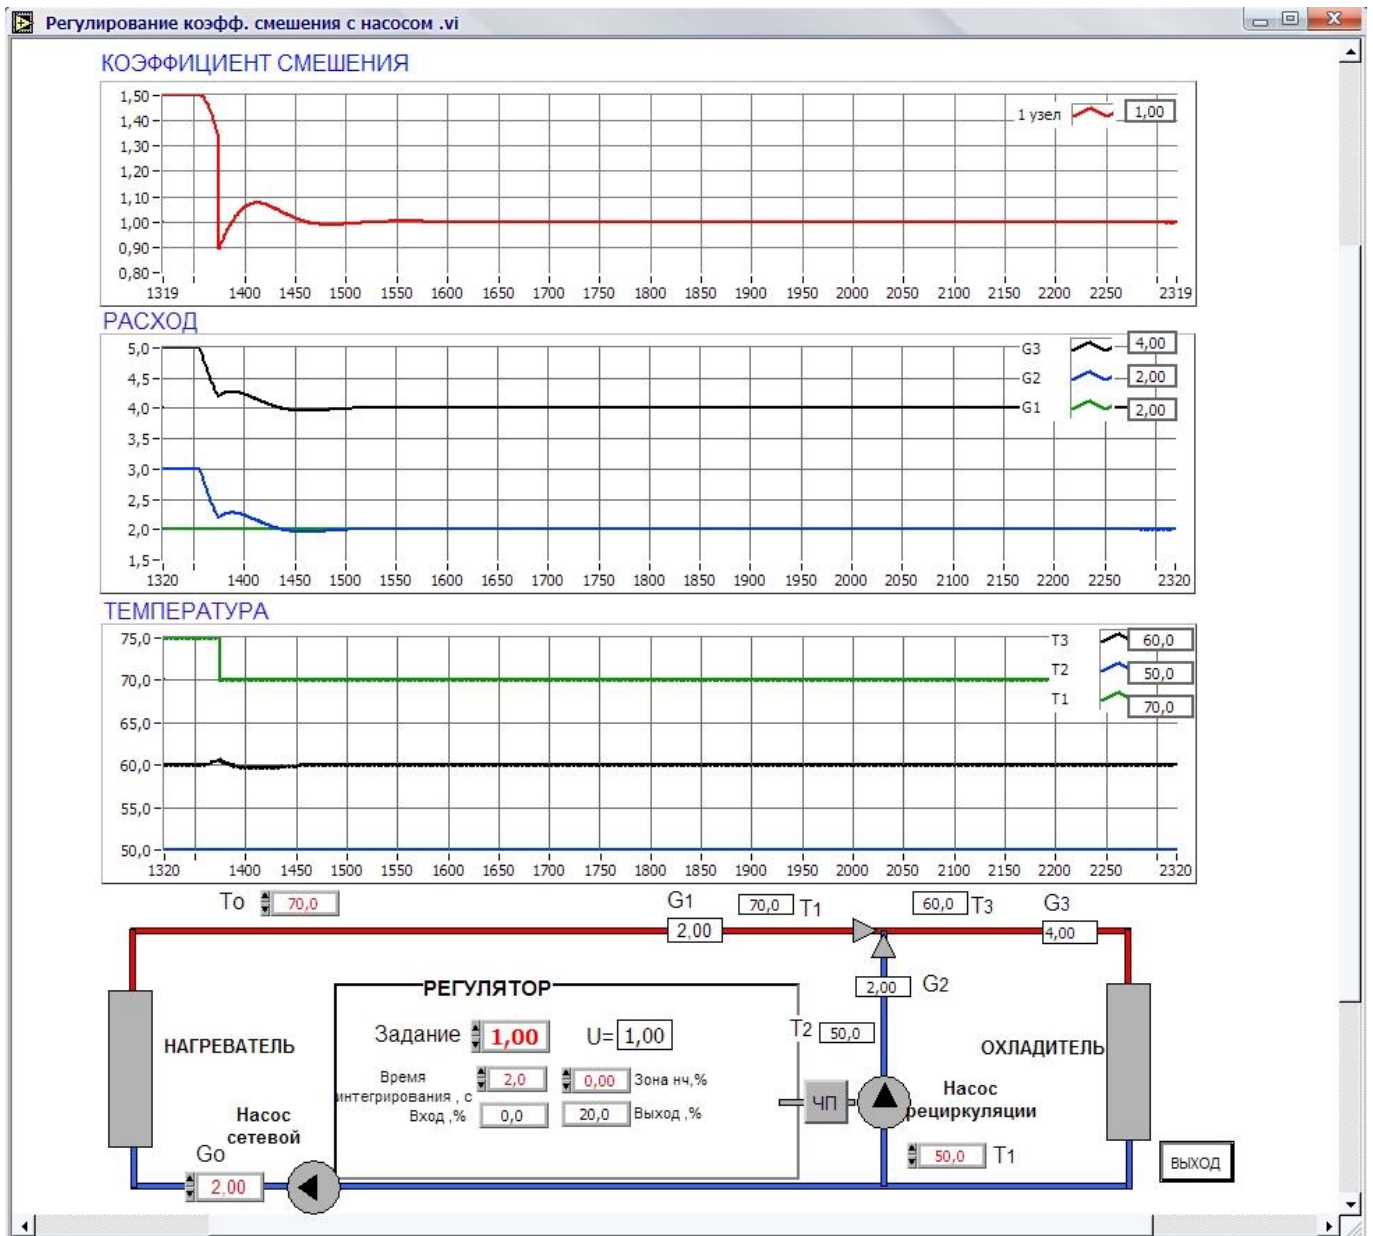 Регулирование коэфф. смешения с насосом .vi
КОЭФФИЦИЕНТ СМЕШЕНИЯ
1,50
1,40
1,30
1,20
1,10
1,00
0,90
0,80
1 узел 1,00
1319 1400 1450 1500 1550 1600 1650 1700 1750 1800 1850 1900 1950 2000 2050 2100 2150 2200 2250 2319
РАСХОД
5,0
4,5
4,0
3,5
3,0
2,5
2,0
1,5
G3 4,00
G2 2,00
G1 2,00
1320 1400 1450 1500 1550 1600 1650 1700 1750 1800 1850 1900 1950 2000 2050 2100 2150 2200 2250 2320
ТЕМПЕРАТУРА
75,0
70,0
65,0
60,0
55,0
50,0
T3 60,0
T2 50,0
T1 70,0
1320 1400 1450 1500 1550 1600 1650 1700 1750 1800 1850 1900 1950 2000 2050 2100 2150 2200 2250 2320
To 70,0
G1 70,0 T1 60,0 T3 G3
2,00 4,00
РЕГУЛЯТОР
2,00 G2
Задание 1,00 U= 1,00
T2 50,0
НАГРЕВАТЕЛЬ
ОХЛАДИТЕЛЬ
Время
интегрирования , с 2,0 0,00 Зона нч,%
Вход ,% 0,0 20,0 Выход ,%
ЧП
Насос
рециркуляции
Насос
сетевой
Go
2,00
50,0 T1
ВЫХОД